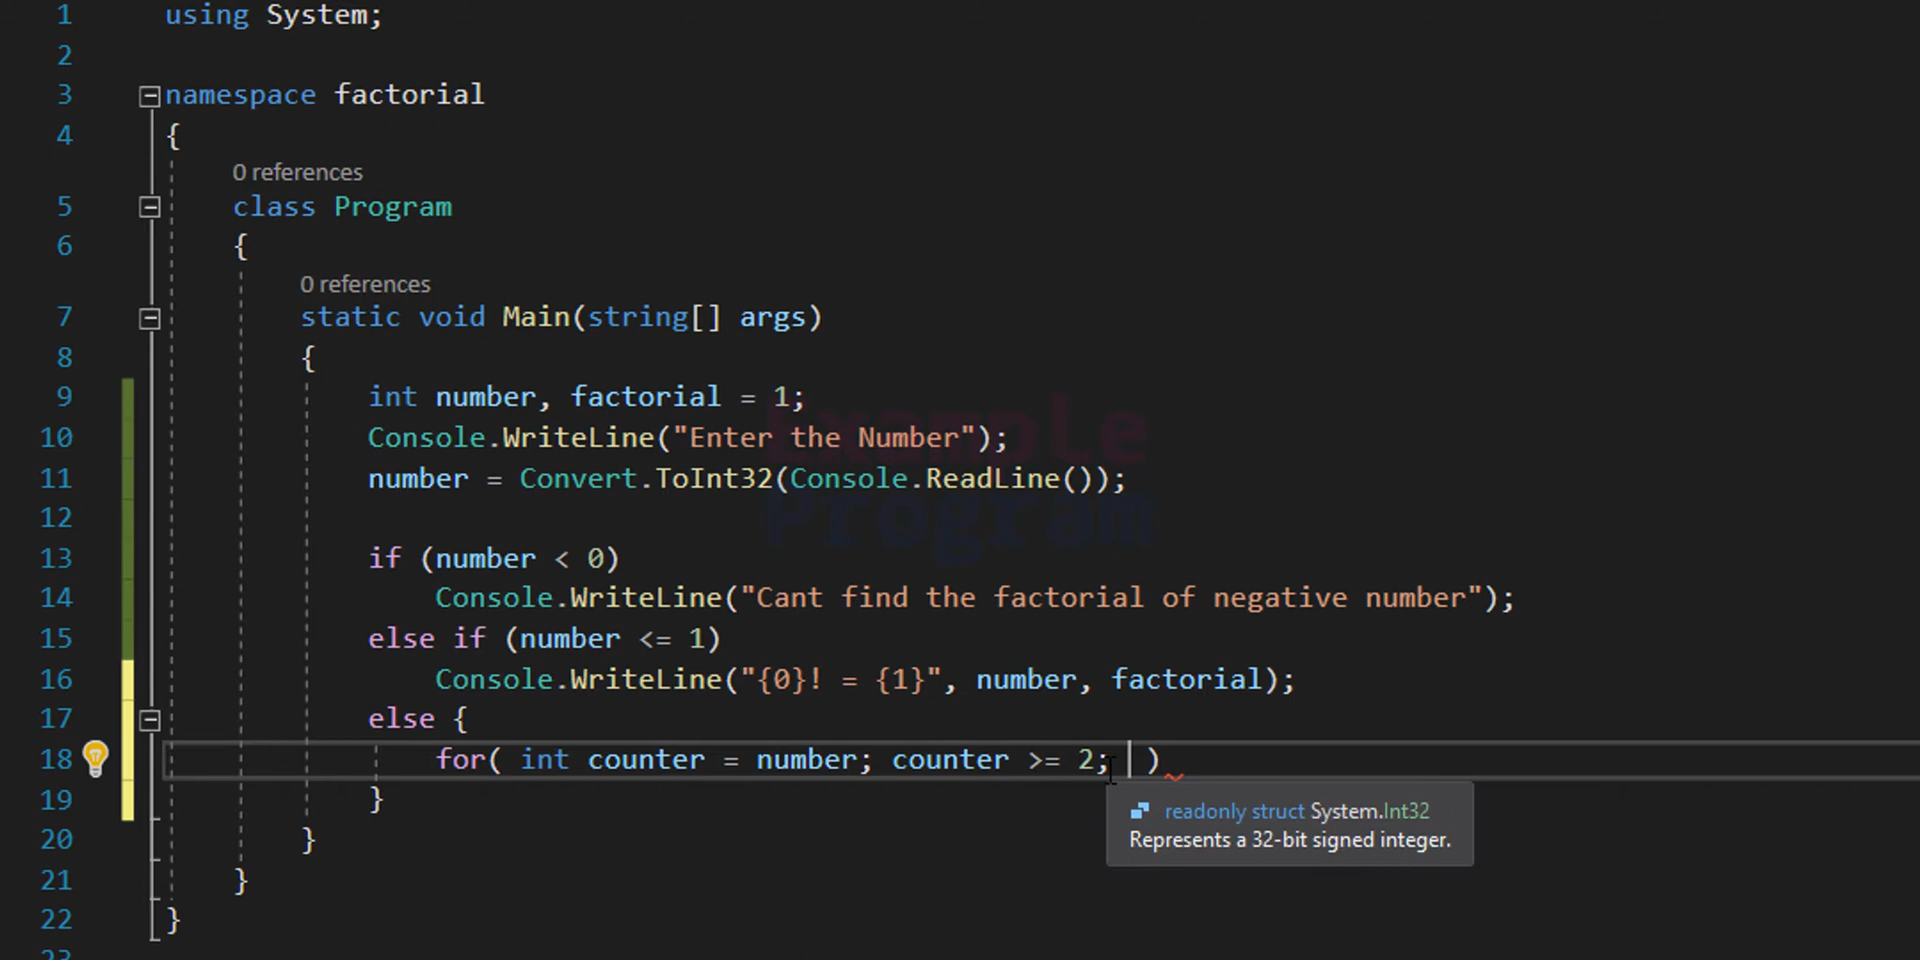 1 using System;
2
3 namespace factorial
4 {
0 references
5 class Program
6 {
0 references
7 static void Main(string[] args)
8 {
9 int number, factorial = 1;
10 Console.WriteLine("Enter the Number");
11 number = Convert.ToInt32(Console.ReadLine());
12
13 if (number < 0)
14 Console.WriteLine("Cant find the factorial of negative number");
15 else if (number <= 1)
16 Console.WriteLine("{0}! = {1}", number, factorial);
17 else {
18 for( int counter = number; counter >= 2; )
19 }
readonly struct System.Int32
Represents a 32-bit signed integer.
20 }
21 }
22 }
23
Example
Program